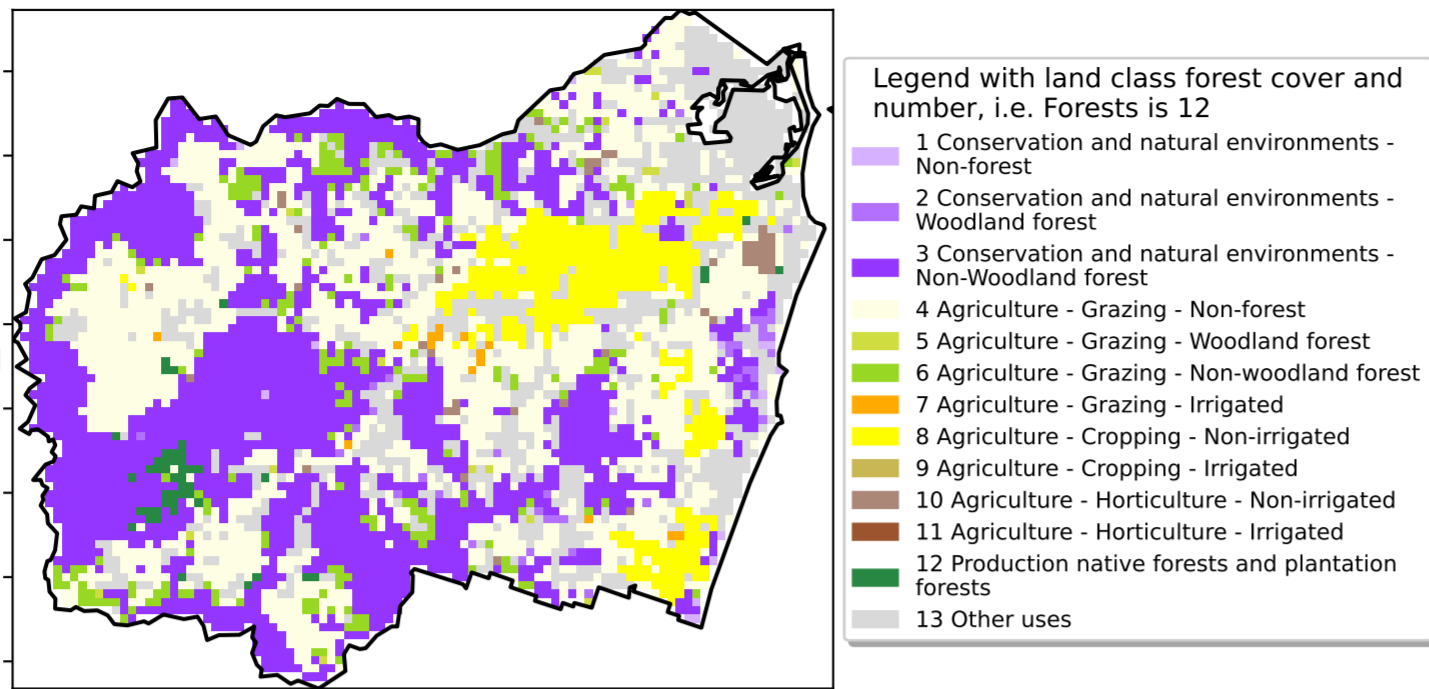 Legend with land class forest cover and
number, i.e. Forests is 12
1 Conservation and natural environments -
Non-forest
2 Conservation and natural environments -
Woodland forest
3 Conservation and natural environments -
Non-Woodland forest
4 Agriculture - Grazing - Non-forest
5 Agriculture - Grazing - Woodland forest
6 Agriculture - Grazing - Non-woodland forest
7 Agriculture - Grazing - Irrigated
8 Agriculture - Cropping - Non-irrigated
9 Agriculture - Cropping - Irrigated
10 Agriculture - Horticulture - Non-irrigated
11 Agriculture - Horticulture - Irrigated
12 Production native forests and plantation
forests
13 Other uses